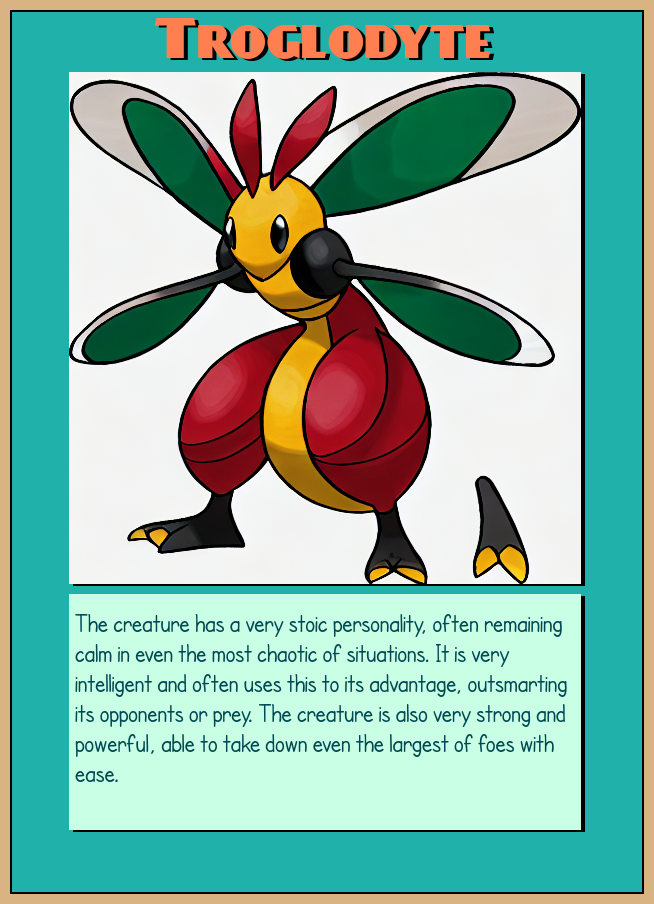 Troglodyte
The creature has a very stoic personality, often remaining
calm in even the most chaotic of situations. It is very
intelligent and often uses this to its advantage, outsmarting
its opponents or prey. The creature is also very strong and
powerful, able to take down even the largest of foes with
ease.